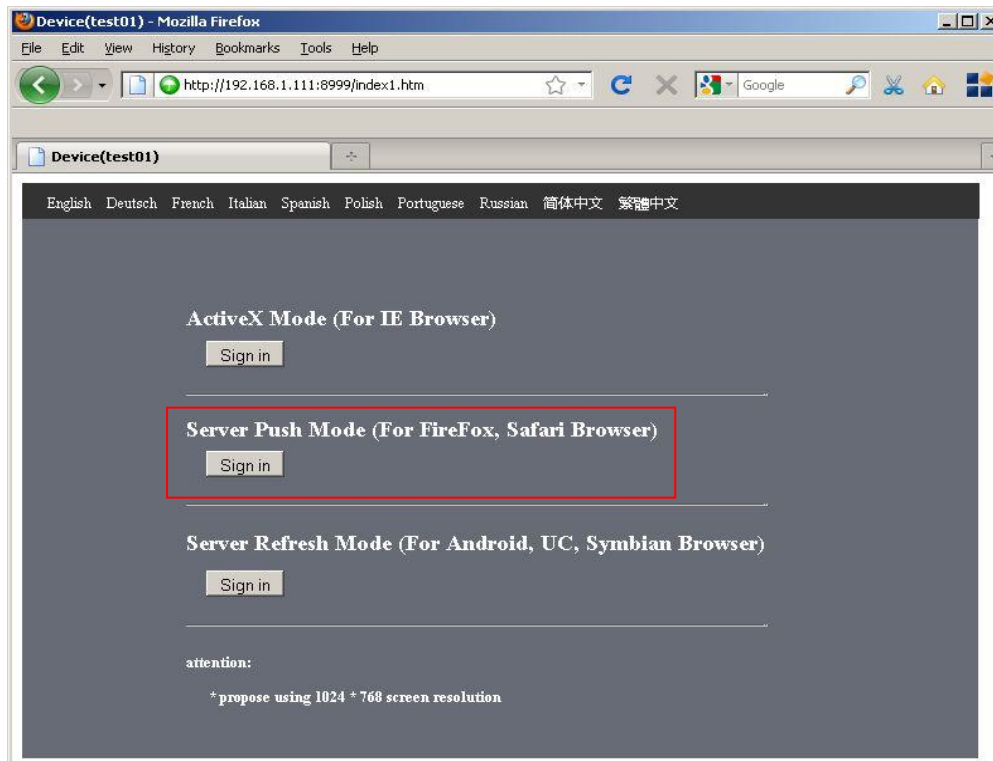 Device(test01) - Mozilla Firefox
File Edit View History Bookmarks Tools Help
http://192.168.1.111:8999/index1.htm Google
Device(test01)
English Deutsch French Italian Spanish Polish Portuguese Russian 简体中文 繁體中文
ActiveX Mode (For IE Browser)
Sign in
Server Push Mode (For FireFox, Safari Browser)
Sign in
Server Refresh Mode (For Android, UC, Symbian Browser)
Sign in
attention:
* propose using 1024 * 768 screen resolution